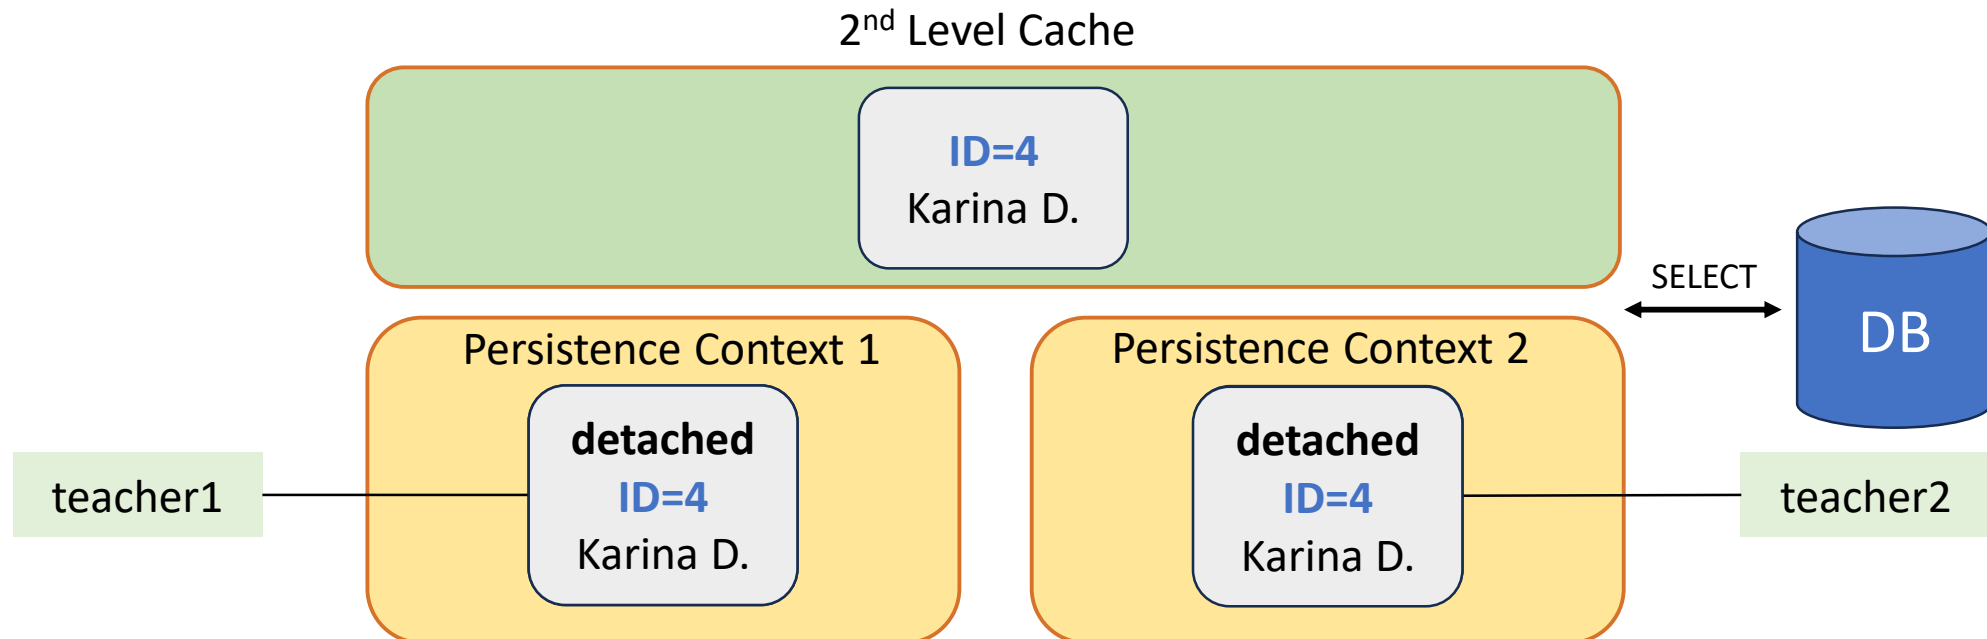 2nd Level Cache
ID=4
Karina D.
SELECT
DB
Persistence Context 1
detached
ID=4
Karina D.
teacher1
Persistence Context 2
detached
ID=4
Karina D.
teacher2